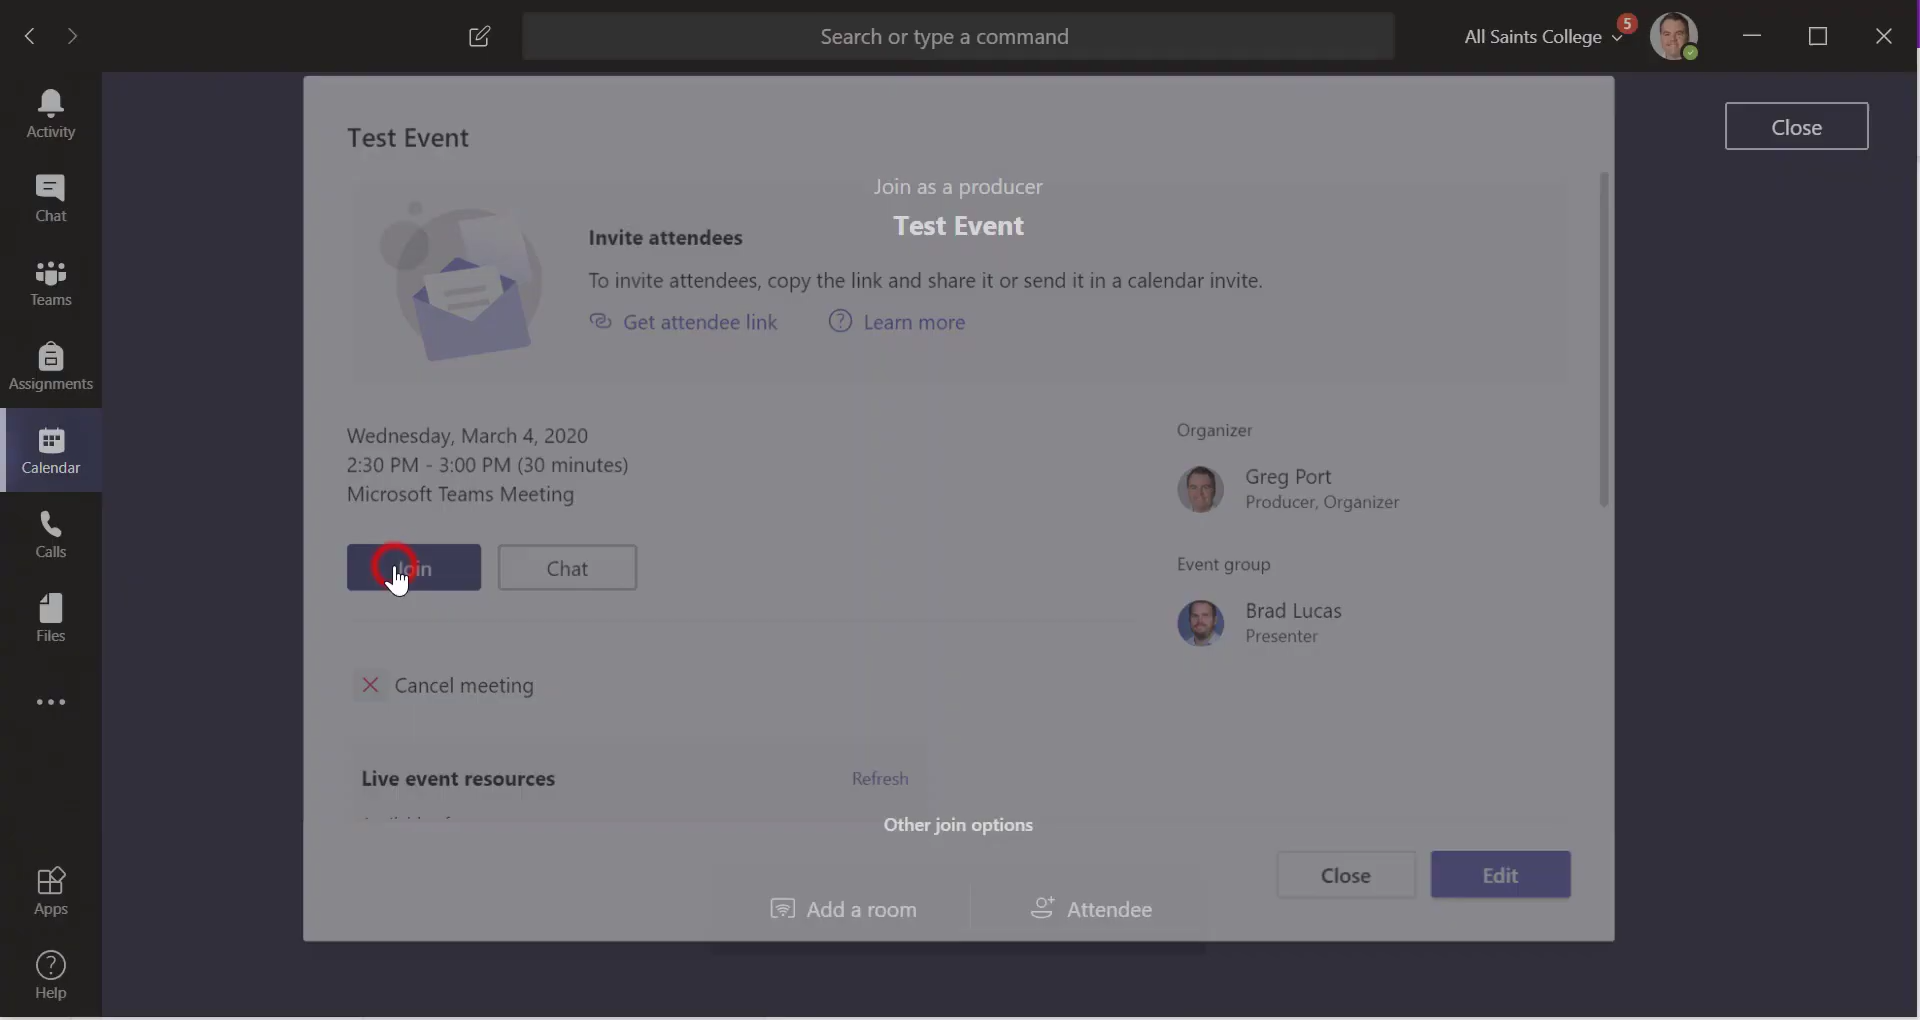 Search or type a command
All Saints College
5
Activity
Chat
Teams
Assignments
Calendar
Calls
Files
Apps
Help
Close
Test Event
Join as a producer
Test Event
Invite attendees
To invite attendees, copy the link and share it or send it in a calendar invite.
Get attendee link
Learn more
Wednesday, March 4, 2020
2:30 PM - 3:00 PM (30 minutes)
Microsoft Teams Meeting
Join
Chat
Organizer
Greg Port
Producer, Organizer
Event group
Brad Lucas
Presenter
Cancel meeting
Live event resources
Refresh
Other join options
Close
Edit
Add a room
Attendee